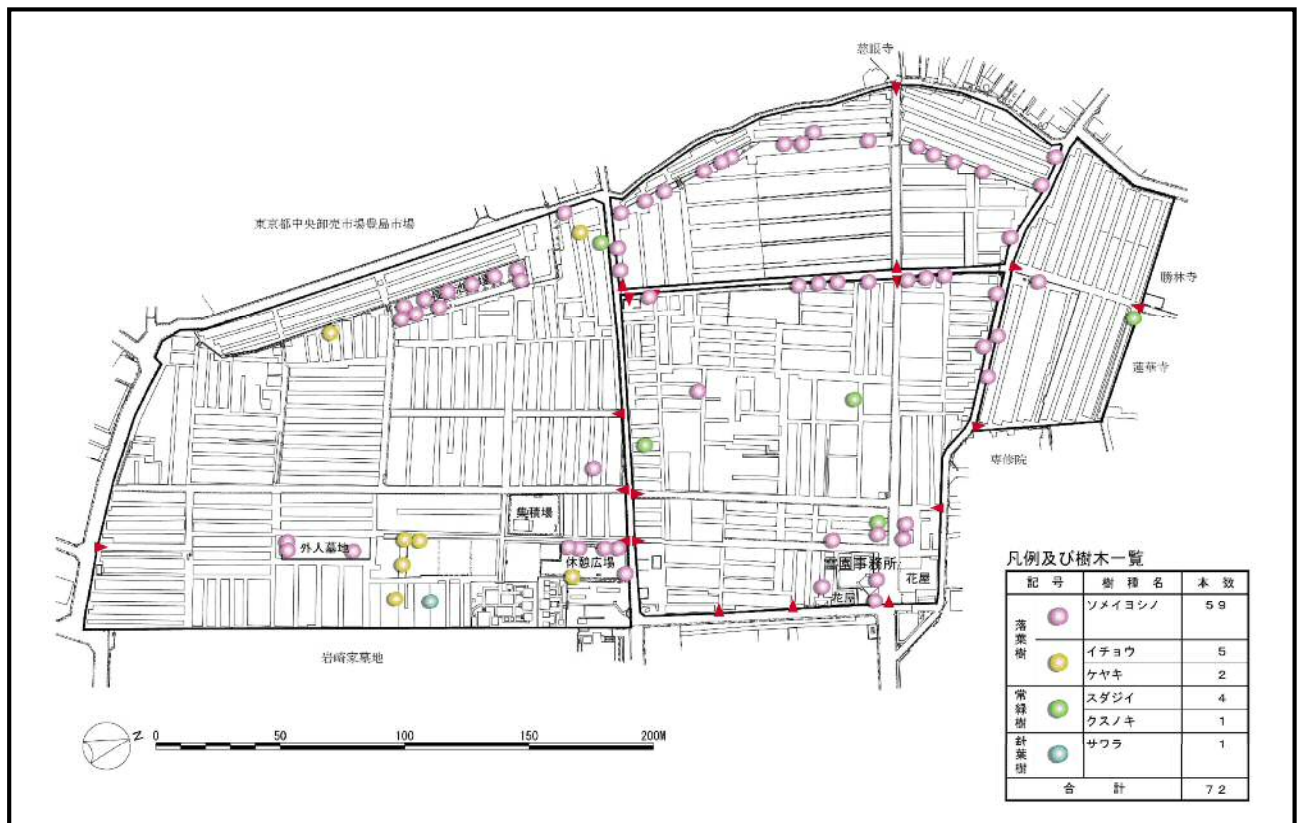 慈眼寺
東京都中央卸売市場豊島市場
勝林寺
蓮華寺
専修院
集積場
外人墓地
休憩広場
霊園事務所
花屋
花屋
岩崎家墓地
Z
0 50 100 150 200M
凡例及び樹木一覧
記号 樹種名 本数
落葉樹
ソメイヨシノ 59
イチョウ 5
ケヤキ 2
常緑樹
スダジイ 4
クスノキ 1
針葉樹
サワラ 1
合計 72